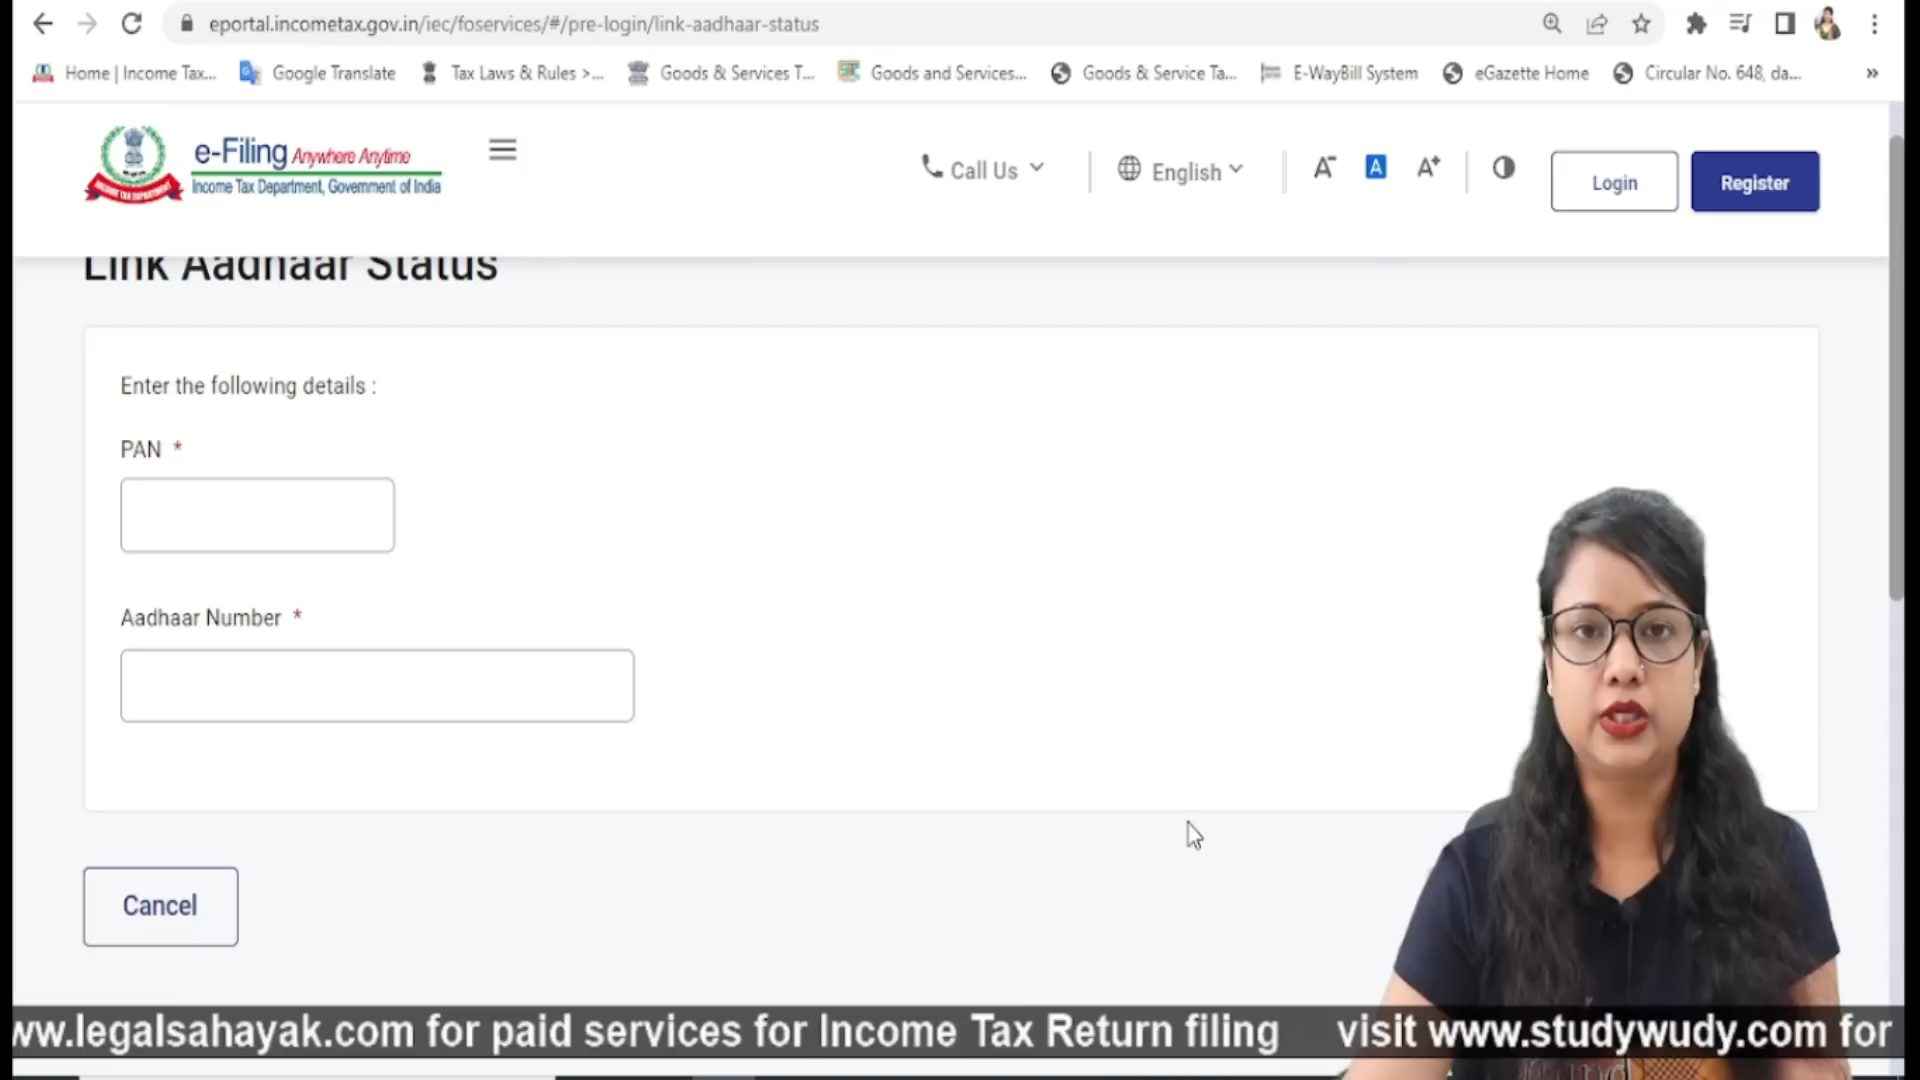 eportal.incometax.gov.in/iec/foservices/#/pre-login/link-aadhaar-status
Home | Income Tax... Google Translate Tax Laws & Rules >... Goods & Services T... Goods and Services... Goods & Service Ta... E-WayBill System eGazette Home Circular No. 648, da... »
e-Filing Anywhere Anytime
Income Tax Department, Government of India
INCOME TAX DEPARTMENT
Call Us English A- A A+ Login Register
Link Aadhaar Status
Enter the following details :
PAN *
Aadhaar Number *
Cancel
ww.legalsahayak.com for paid services for Income Tax Return filing visit www.studywudy.com for